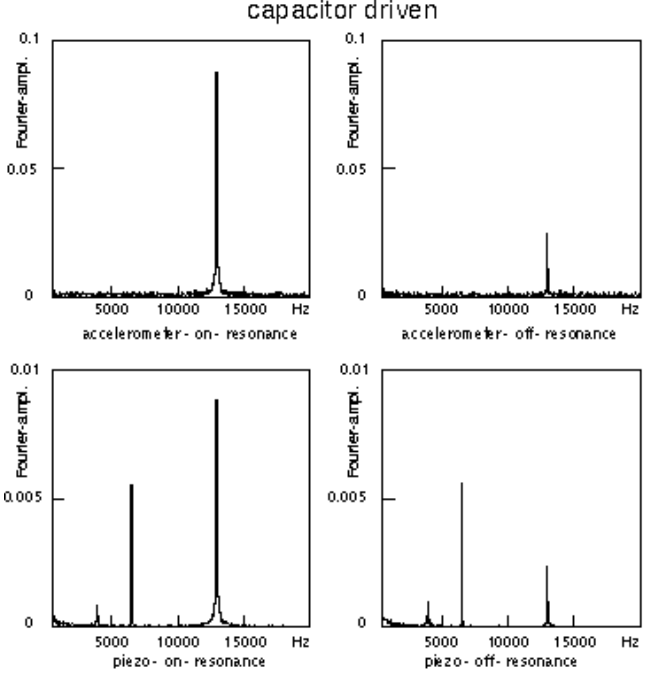 capacitor driven
0.1
Fourier-ampl.
0.05
0
5000 10000 15000 Hz
accelerometer- on- resonance
0.1
Fourier-ampl.
0.05
0
5000 10000 15000 Hz
accelerometer- off- resonance
0.01
Fourier-ampl.
0.005
0
5000 10000 15000 Hz
piezo- on- resonance
0.01
Fourier-ampl.
0.005
0
5000 10000 15000 Hz
piezo- off- resonance